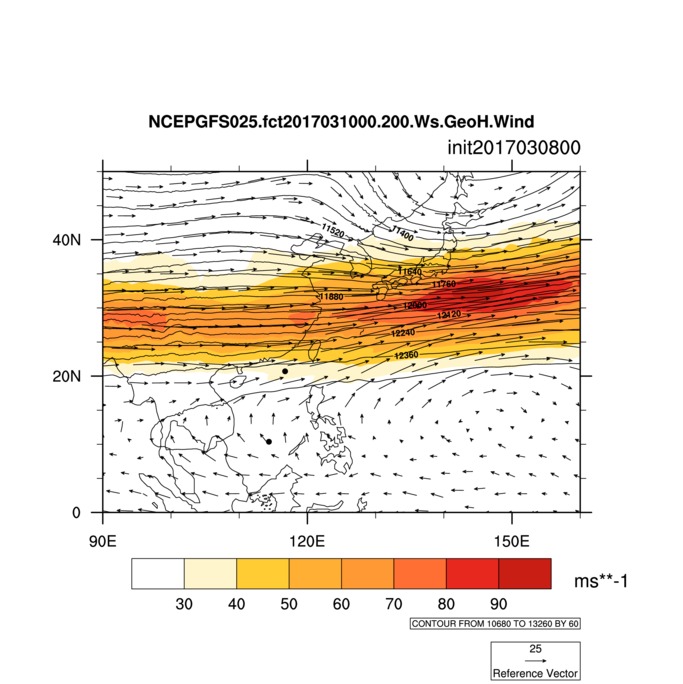 NCEPGFS025.fct2017031000.200.Ws.GeoH.Wind
init2017030800
40N
20N
0
11520
11400
11640
11760
11880
12000
12120
12240
12360
90E
120E
150E
30 40 50 60 70 80 90
ms**-1
CONTOUR FROM 10680 TO 13260 BY 60
25
Reference Vector